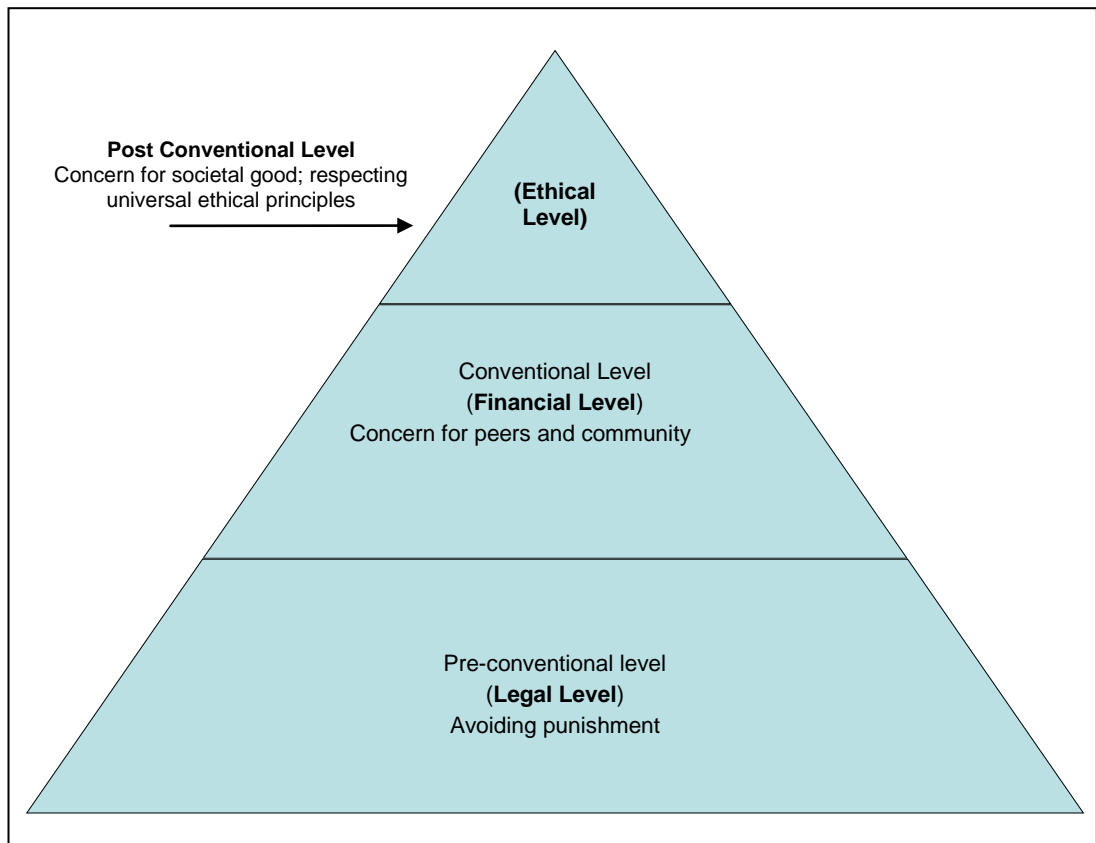 Post Conventional Level
Concern for societal good; respecting
universal ethical principles
(Ethical
Level)
Conventional Level
(Financial Level)
Concern for peers and community
Pre-conventional level
(Legal Level)
Avoiding punishment